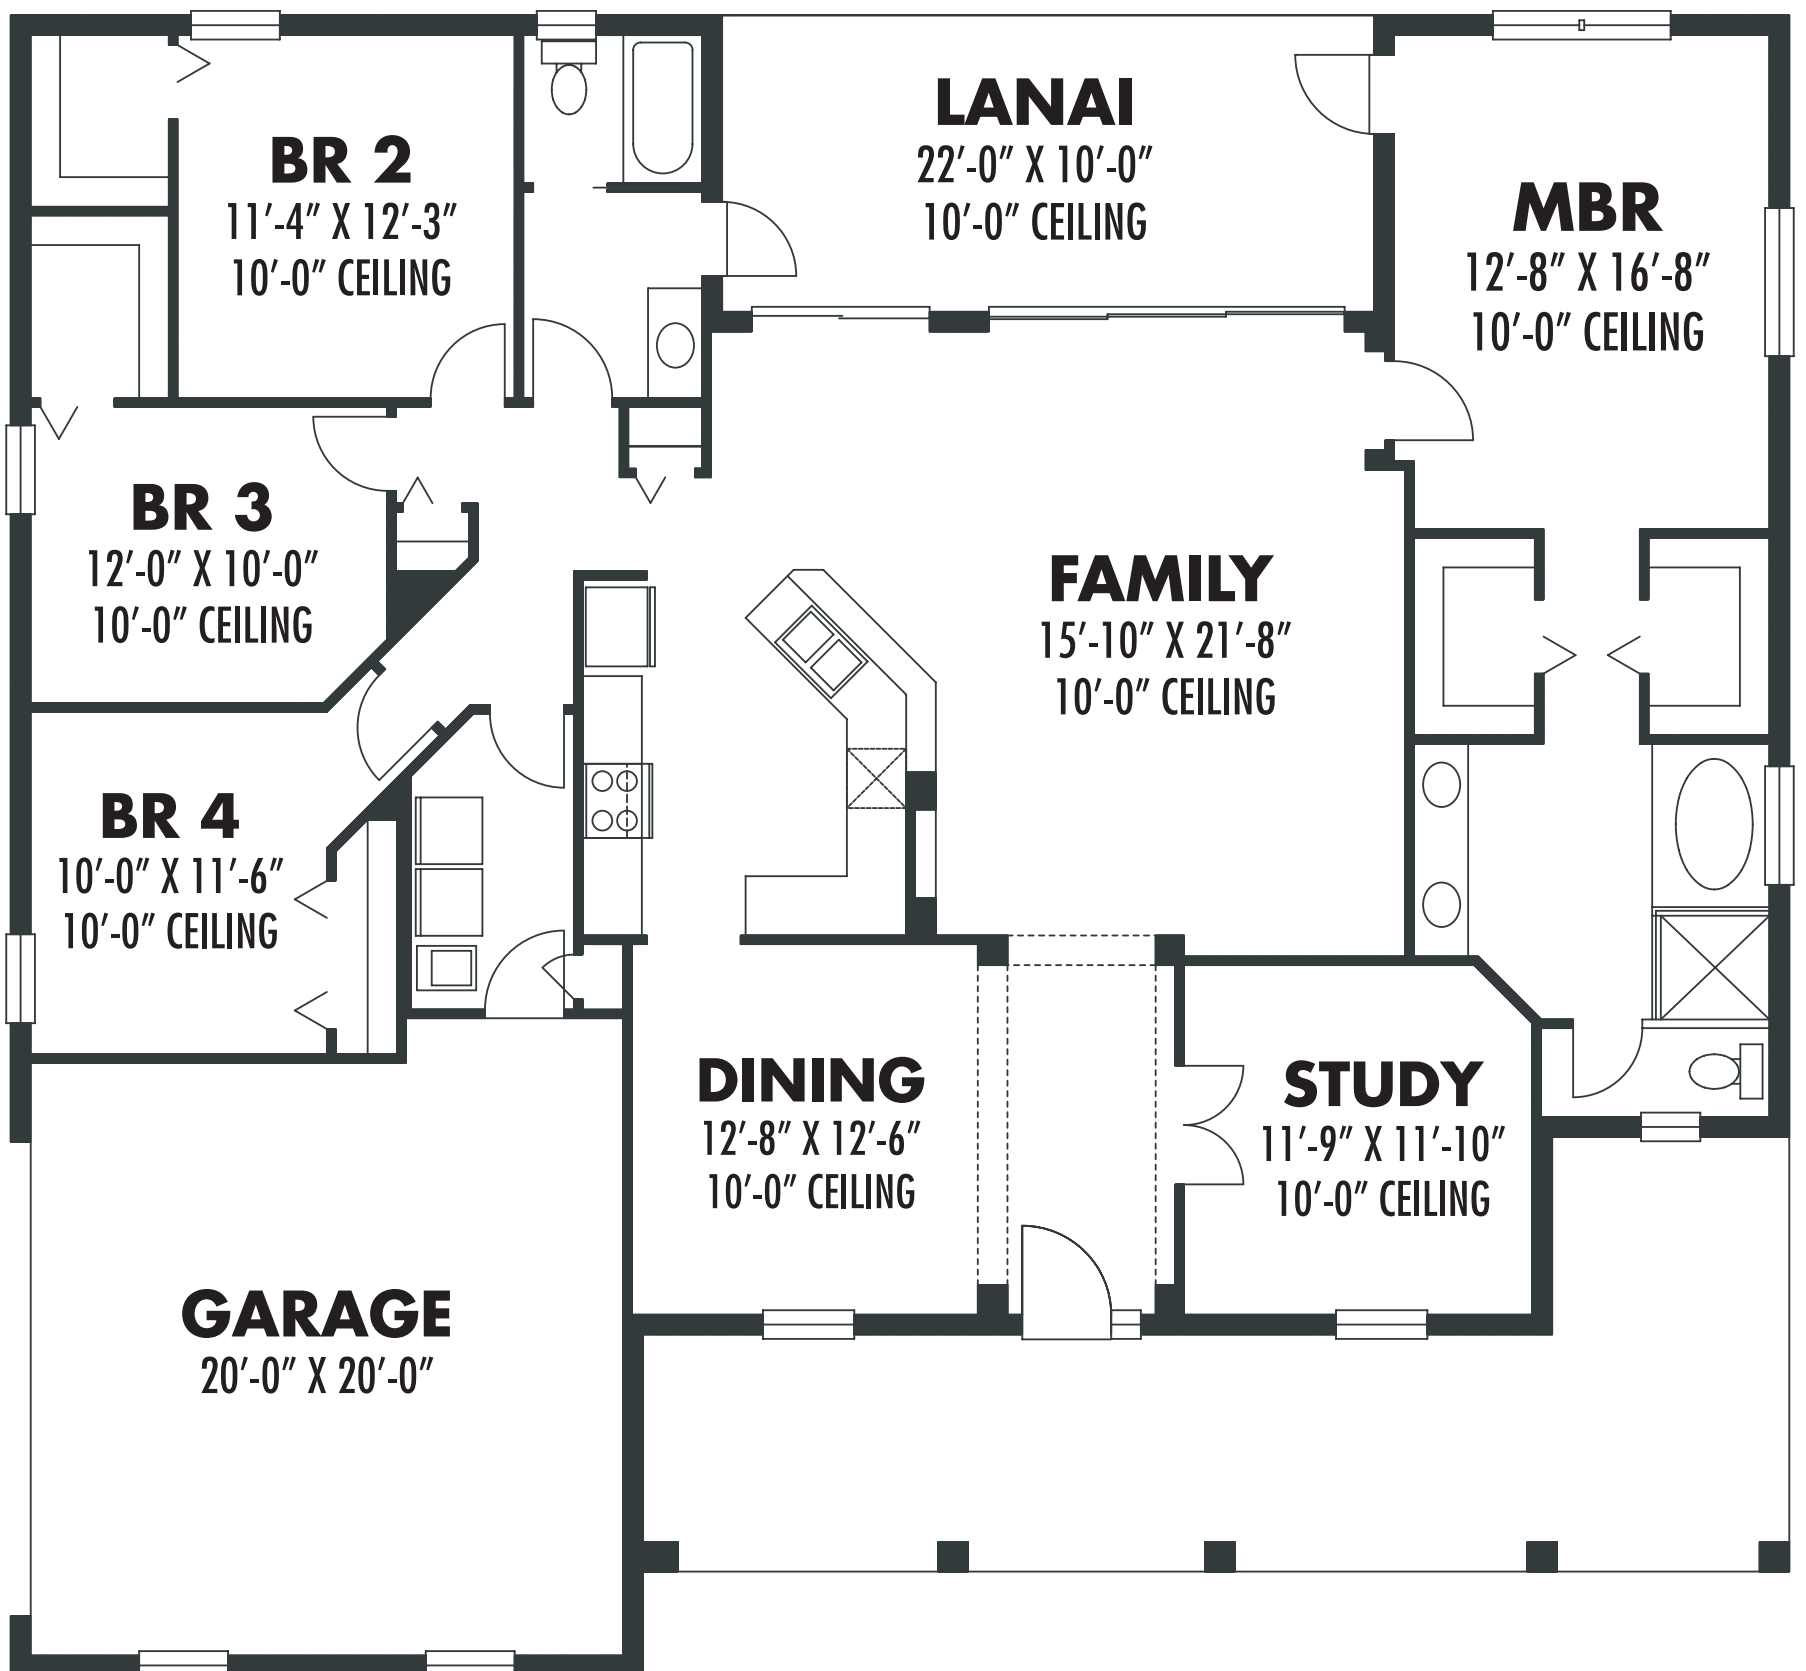 LANAI
22'-0" X 10'-0"
10'-0" CEILING
BR 2
11'-4" X 12'-3"
10'-0" CEILING
MBR
12'-8" X 16'-8"
10'-0" CEILING
BR 3
12'-0" X 10'-0"
10'-0" CEILING
FAMILY
15'-10" X 21'-8"
10'-0" CEILING
BR 4
10'-0" X 11'-6"
10'-0" CEILING
DINING
12'-8" X 12'-6"
10'-0" CEILING
STUDY
11'-9" X 11'-10"
10'-0" CEILING
GARAGE
20'-0" X 20'-0"